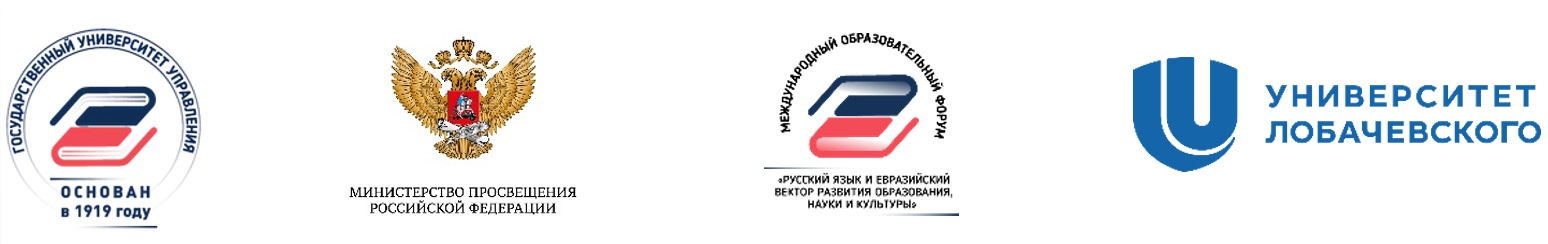 ГОСУДАРСТВЕННЫЙ УНИВЕРСИТЕТ УПРАВЛЕНИЯ
ОСНОВАН
в 1919 году
МИНИСТЕРСТВО ПРОСВЕЩЕНИЯ
РОССИЙСКОЙ ФЕДЕРАЦИИ
МЕЖДУНАРОДНЫЙ ОБРАЗОВАТЕЛЬНЫЙ ФОРУМ
«РУССКИЙ ЯЗЫК И ЕВРАЗИЙСКИЙ
ВЕКТОР РАЗВИТИЯ ОБРАЗОВАНИЯ,
НАУКИ И КУЛЬТУРЫ»
УНИВЕРСИТЕТ
ЛОБАЧЕВСКОГО